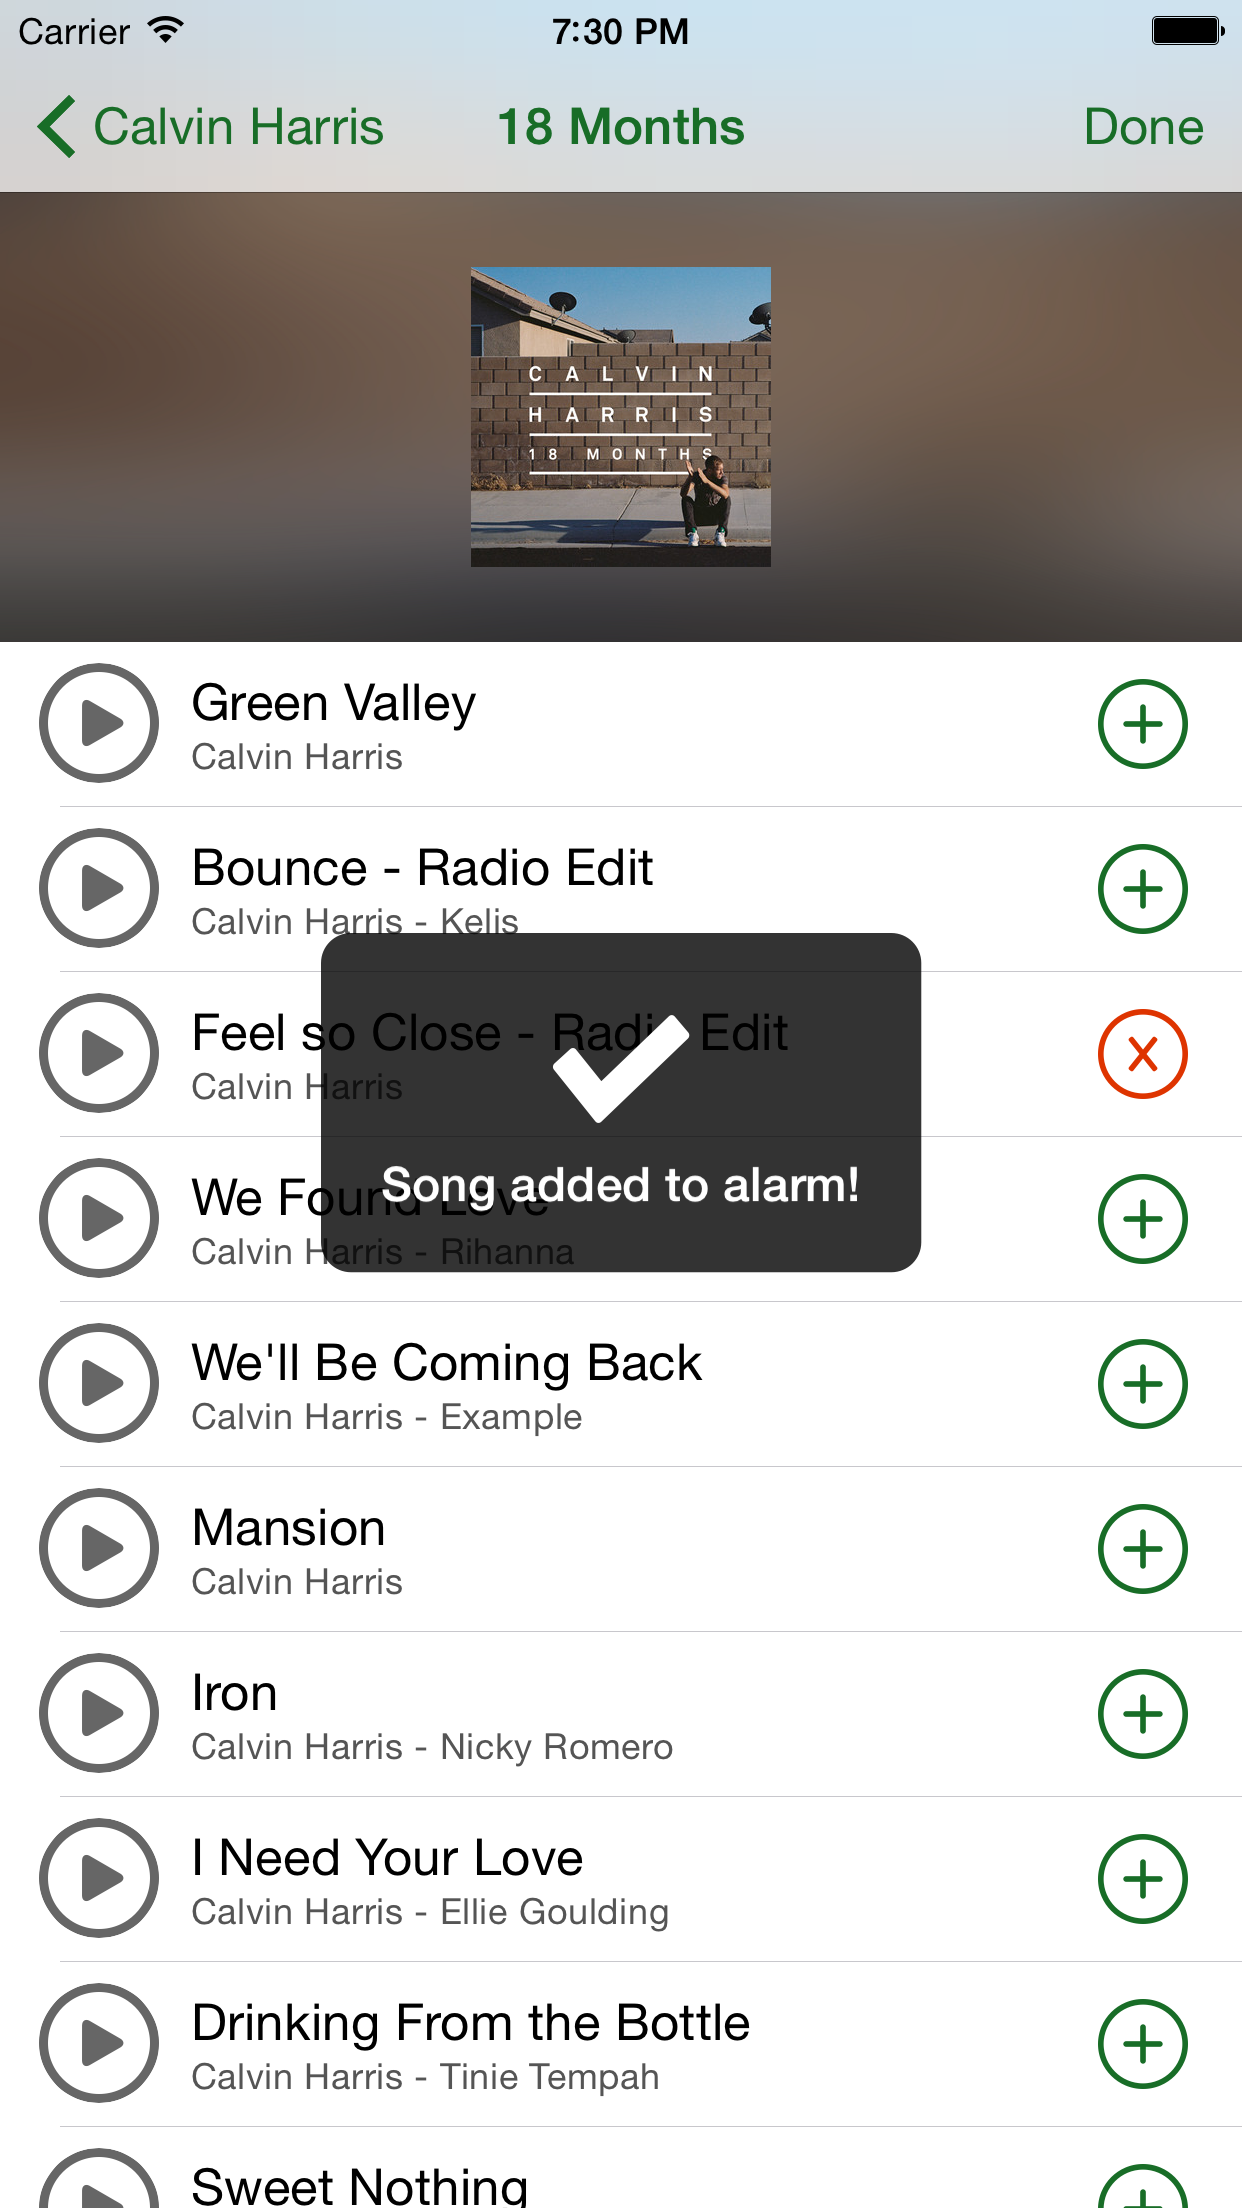 Carrier 7:30 PM
Calvin Harris 18 Months Done
CALVIN
HARRIS
18 MONTHS
Green Valley
Calvin Harris
Bounce - Radio Edit
Calvin Harris - Kelis
Feel so Close - Radio Edit
Calvin Harris
Song added to alarm!
We Found Love
Calvin Harris - Rihanna
We'll Be Coming Back
Calvin Harris - Example
Mansion
Calvin Harris
Iron
Calvin Harris - Nicky Romero
I Need Your Love
Calvin Harris - Ellie Goulding
Drinking From the Bottle
Calvin Harris - Tinie Tempah
Sweet Nothing